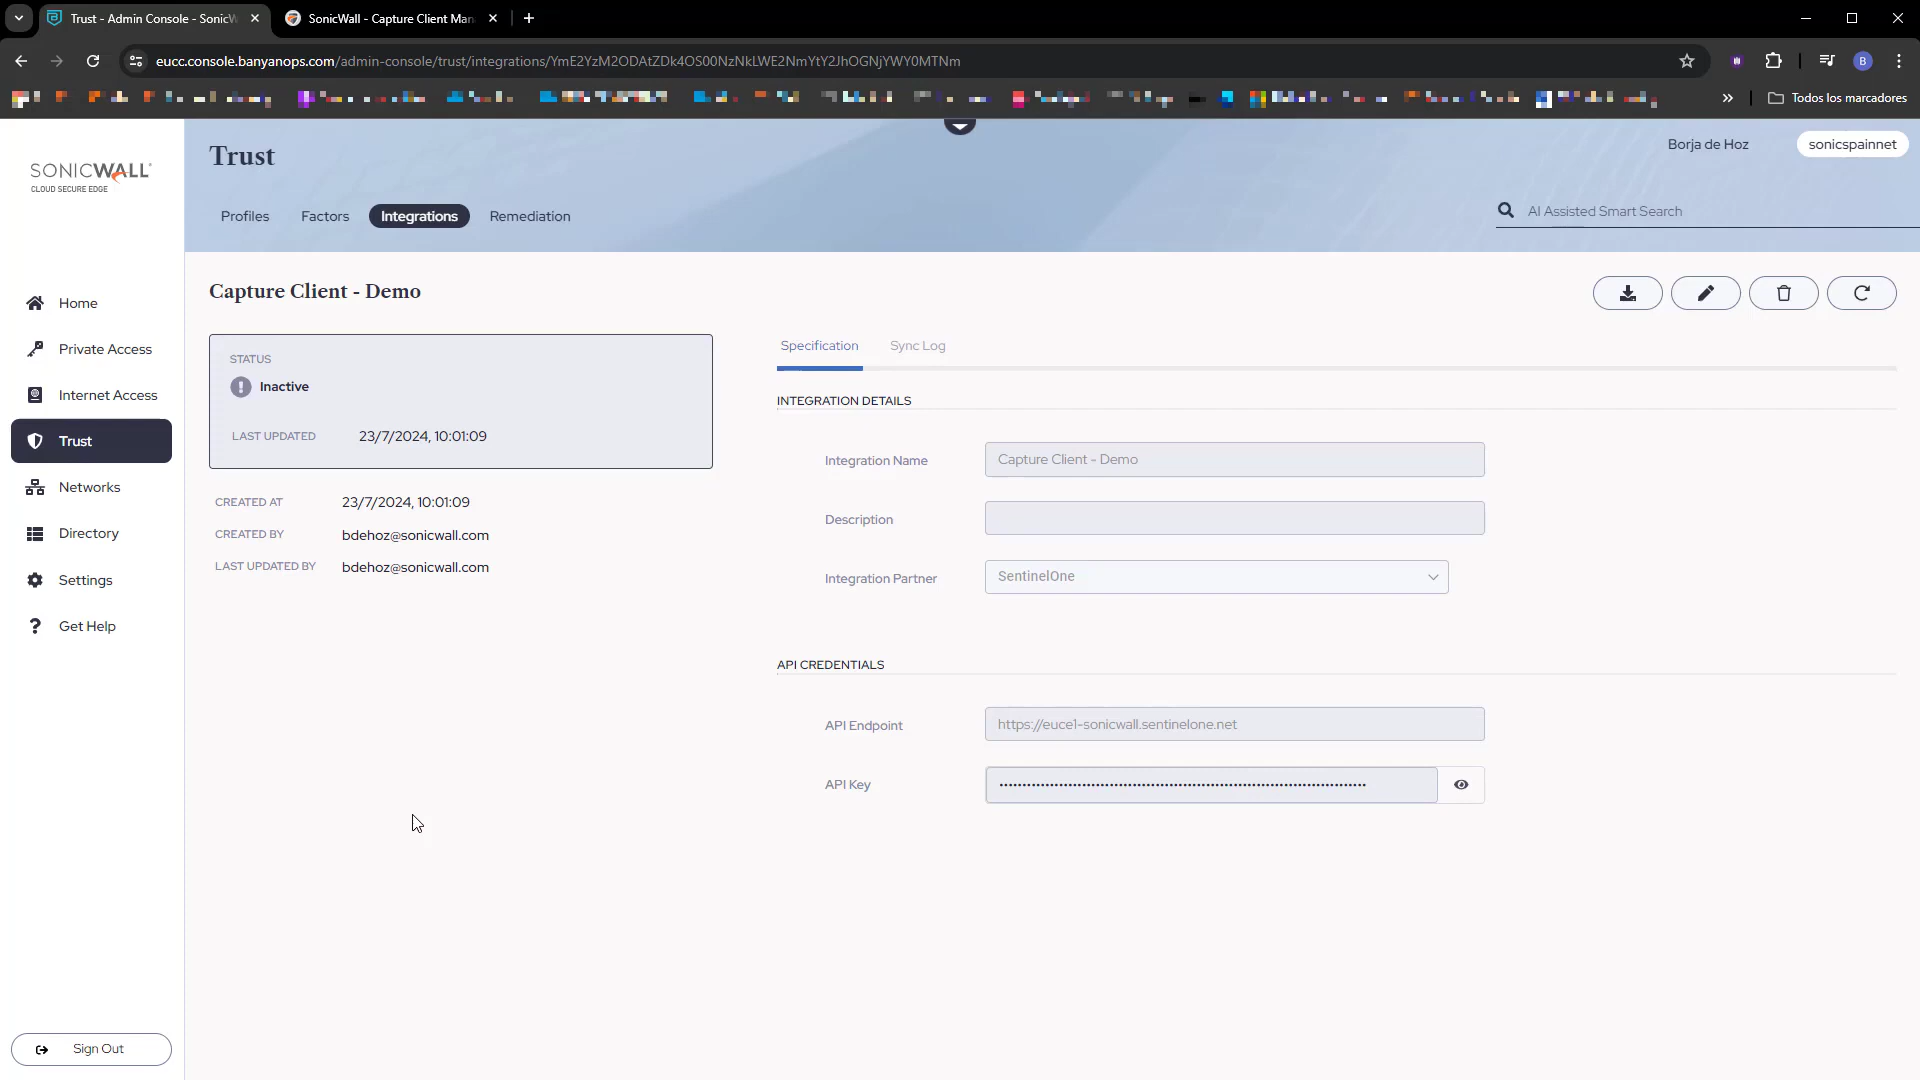 Trust - Admin Console - SonicW
SonicWall - Capture Client Man
eucc.console.banyanops.com/admin-console/trust/integrations/YmE2YzM2ODAtZDk4OS00NzNkLWE2NmYtY2JhOGNjYWY0MTNm
B
Todos los marcadores
SONICWALL
CLOUD SECURE EDGE
Trust
Borja de Hoz
sonicspainnet
Profiles
Factors
Integrations
Remediation
AI Assisted Smart Search
Home
Private Access
Internet Access
Trust
Networks
Directory
Settings
Get Help
Sign Out
Capture Client - Demo
STATUS
Inactive
LAST UPDATED 23/7/2024, 10:01:09
CREATED AT 23/7/2024, 10:01:09
CREATED BY bdehoz@sonicwall.com
LAST UPDATED BY bdehoz@sonicwall.com
Specification
Sync Log
INTEGRATION DETAILS
Integration Name Capture Client - Demo
Description
Integration Partner SentinelOne
API CREDENTIALS
API Endpoint https://euce1-sonicwall.sentinelone.net
API Key